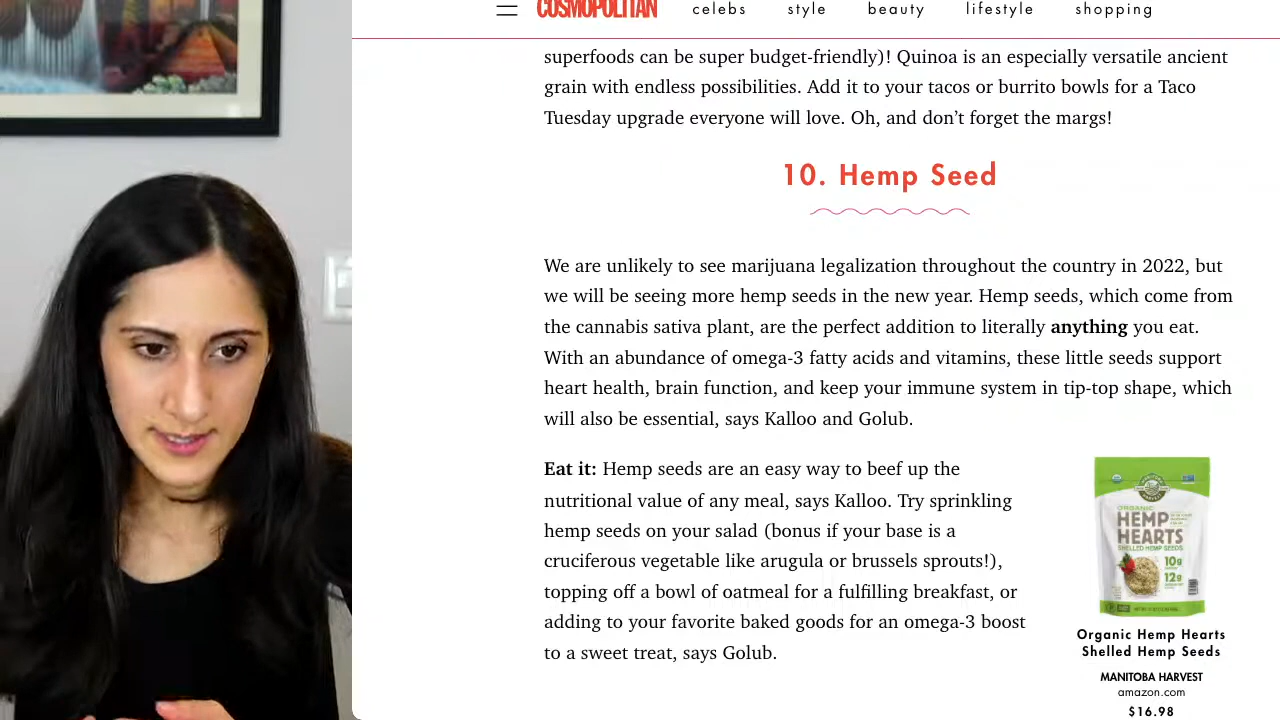 COSMOPOLITAN
celebs style beauty lifestyle shopping
superfoods can be super budget-friendly)! Quinoa is an especially versatile ancient
grain with endless possibilities. Add it to your tacos or burrito bowls for a Taco
Tuesday upgrade everyone will love. Oh, and don’t forget the margs!
10. Hemp Seed
We are unlikely to see marijuana legalization throughout the country in 2022, but
we will be seeing more hemp seeds in the new year. Hemp seeds, which come from
the cannabis sativa plant, are the perfect addition to literally anything you eat.
With an abundance of omega-3 fatty acids and vitamins, these little seeds support
heart health, brain function, and keep your immune system in tip-top shape, which
will also be essential, says Kalloo and Golub.
Eat it: Hemp seeds are an easy way to beef up the
nutritional value of any meal, says Kalloo. Try sprinkling
hemp seeds on your salad (bonus if your base is a
cruciferous vegetable like arugula or brussels sprouts!),
topping off a bowl of oatmeal for a fulfilling breakfast, or
adding to your favorite baked goods for an omega-3 boost
to a sweet treat, says Golub.
ORGANIC
HEMP
HEARTS
SHELLED HEMP SEEDS
10g
12g
Organic Hemp Hearts
Shelled Hemp Seeds
MANITOBA HARVEST
amazon.com
$16.98